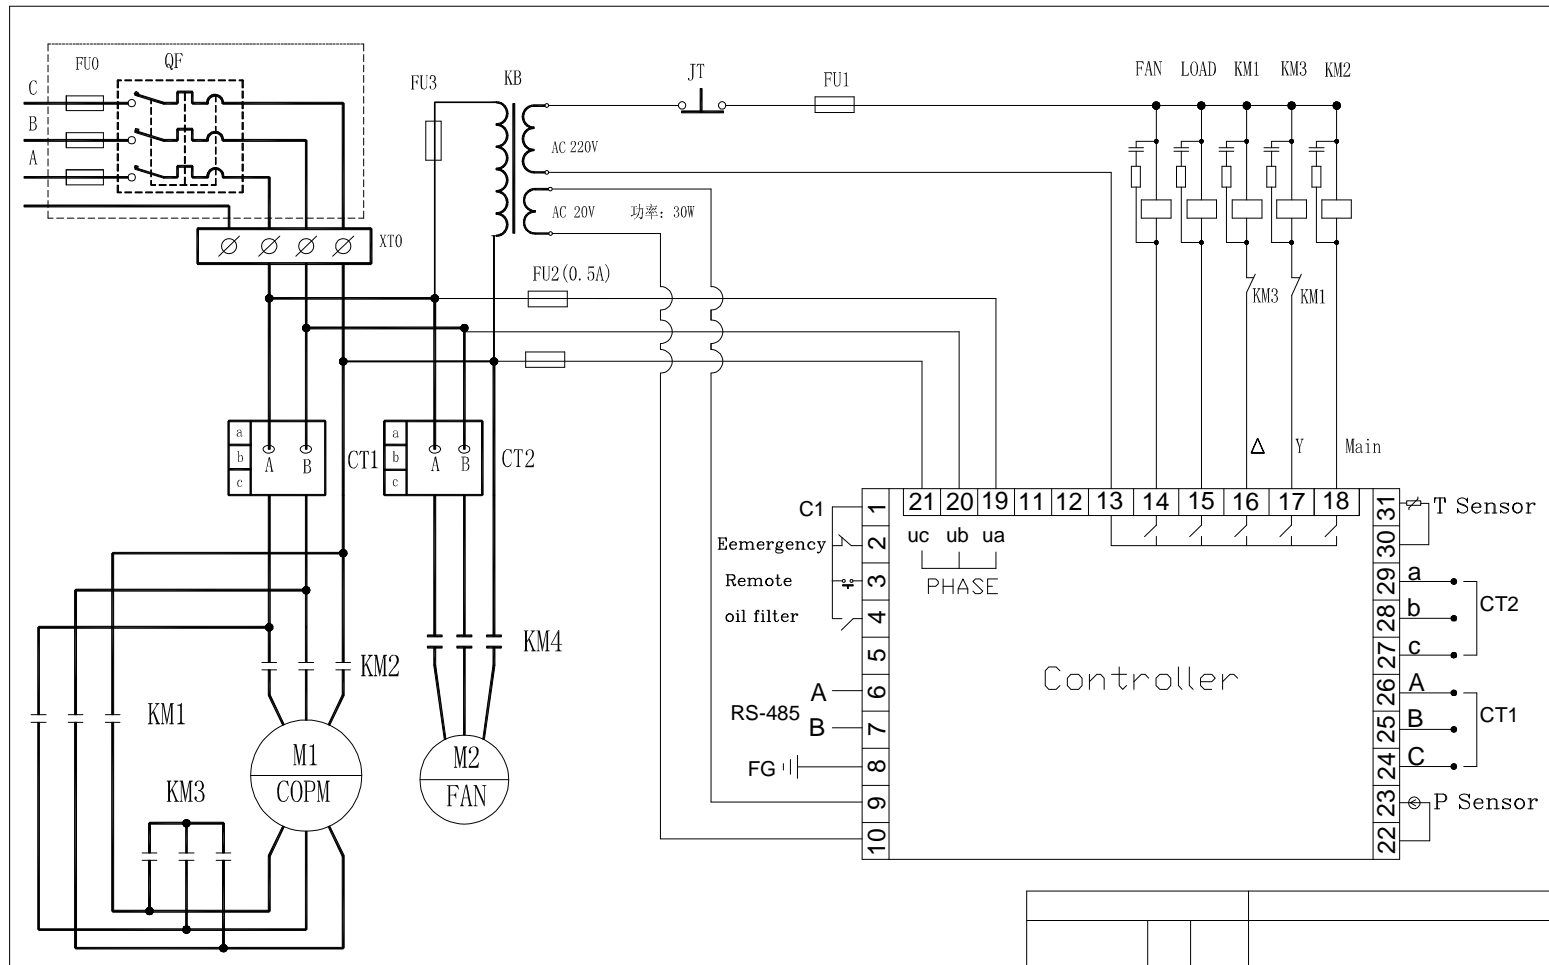 FU0 QF
C
B
A
XT0
FU3 KB JT FU1 FAN LOAD KM1 KM3 KM2
AC 220V
AC 20V 功率: 30W
FU2(0.5A)
KM3 KM1
Δ Y Main
a
b
c
A B
CT1
a
b
c
A B
CT2
KM4
KM2
KM1
KM3
M1
COPM
M2
FAN
21 20 19 11 12 13 14 15 16 17 18
uc ub ua
PHASE
C1 1
Eemergency 2
Remote 3
oil filter 4
5
A 6
RS-485
B 7
FG 8
9
10
Controller
31 T Sensor
30
29 a
28 b CT2
27 c
26 A
25 B CT1
24 C
23 P Sensor
22